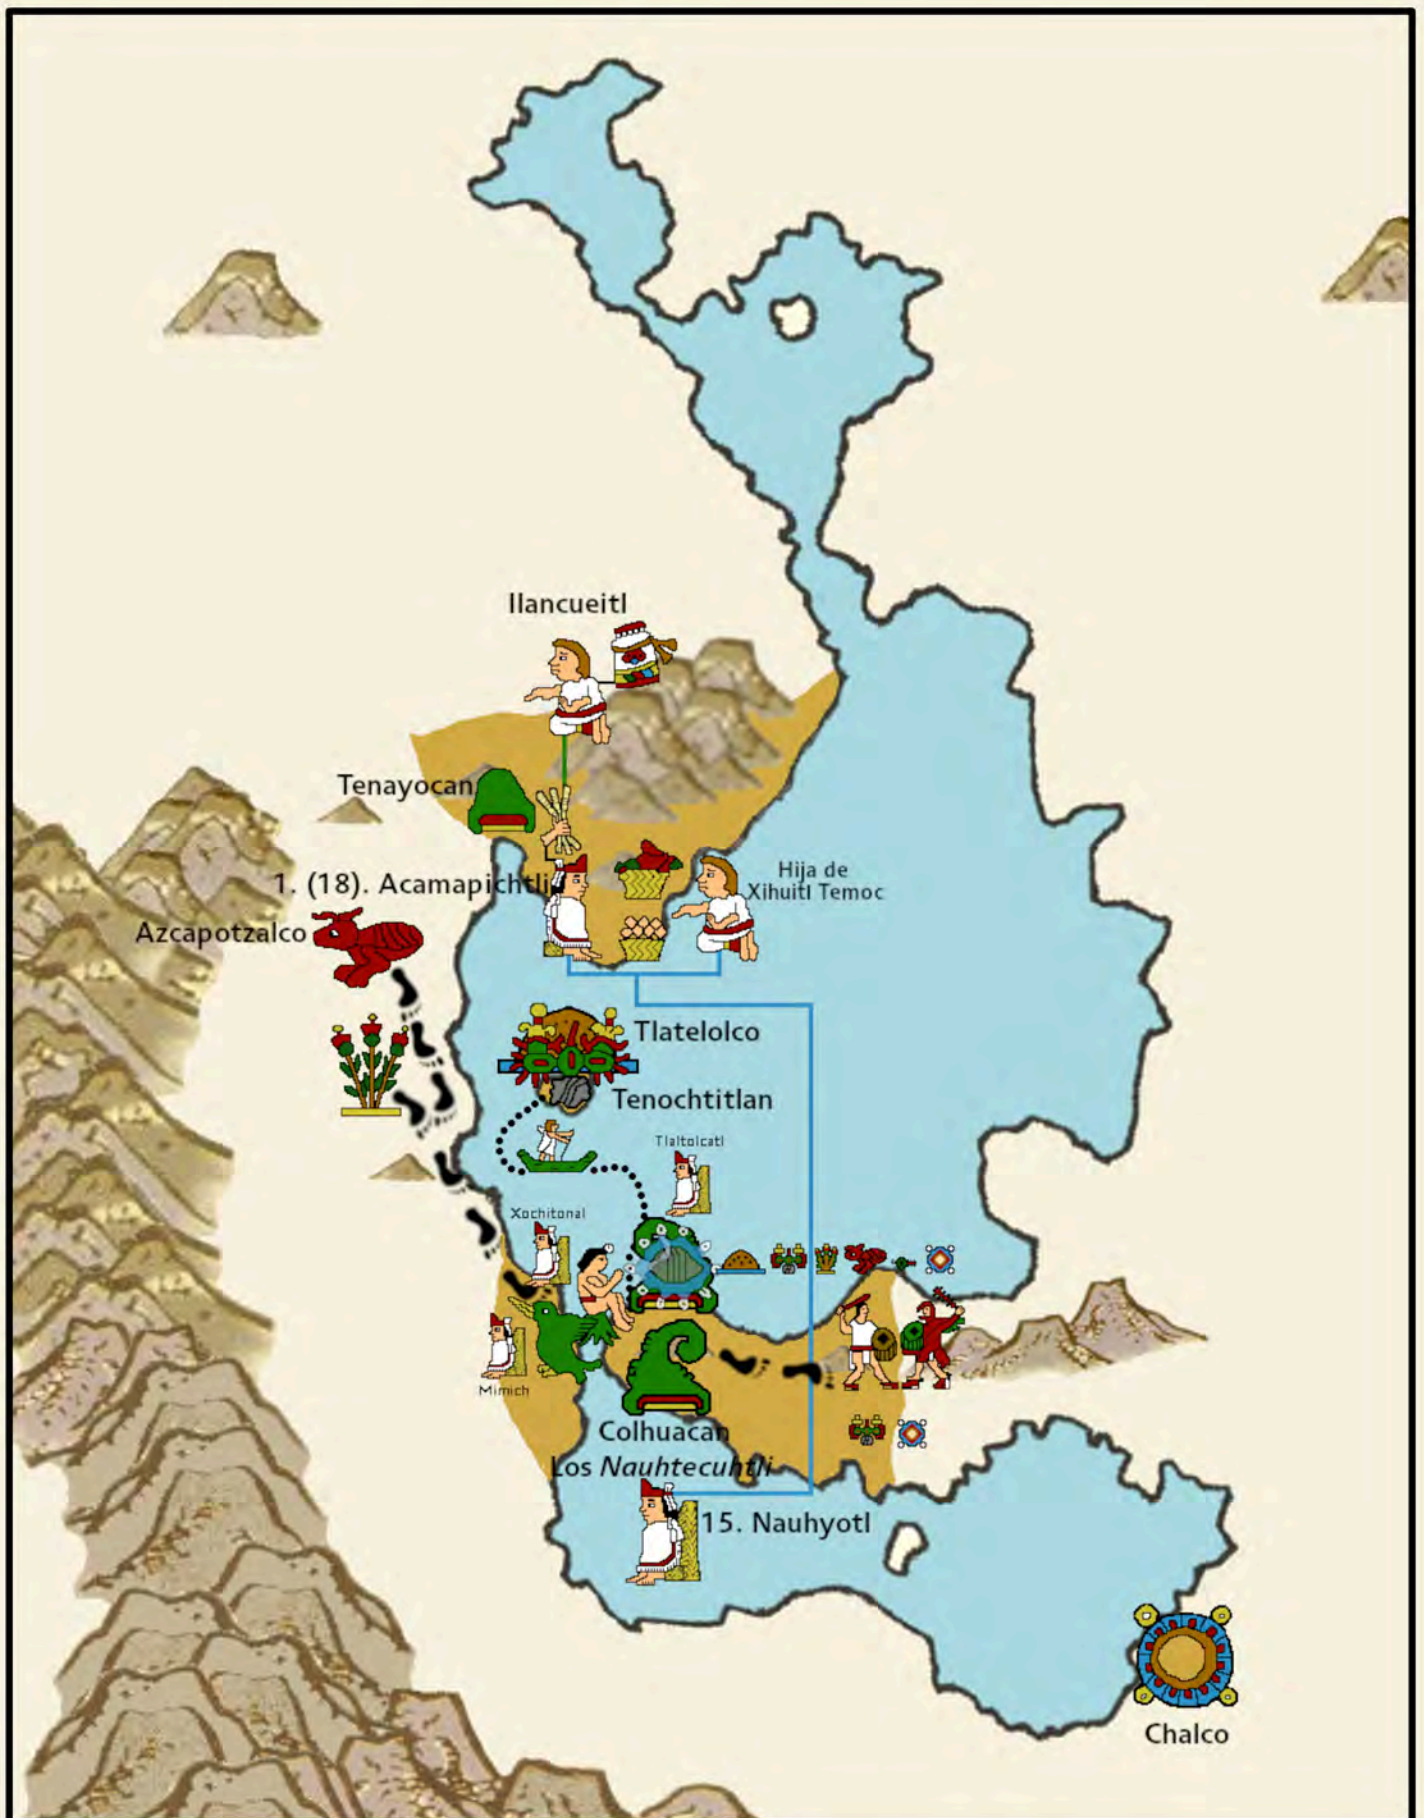 Ilancueitl
Tenayocan
1. (18). Acamapichtli
Hija de
Xihuitl Temoc
Azcapotzalco
Tlatelolco
Tenochtitlan
Tlaltolcatl
Xochitonal
Mimich
Colhuacan
Los Nauhtecuhtli
15. Nauhyotl
Chalco